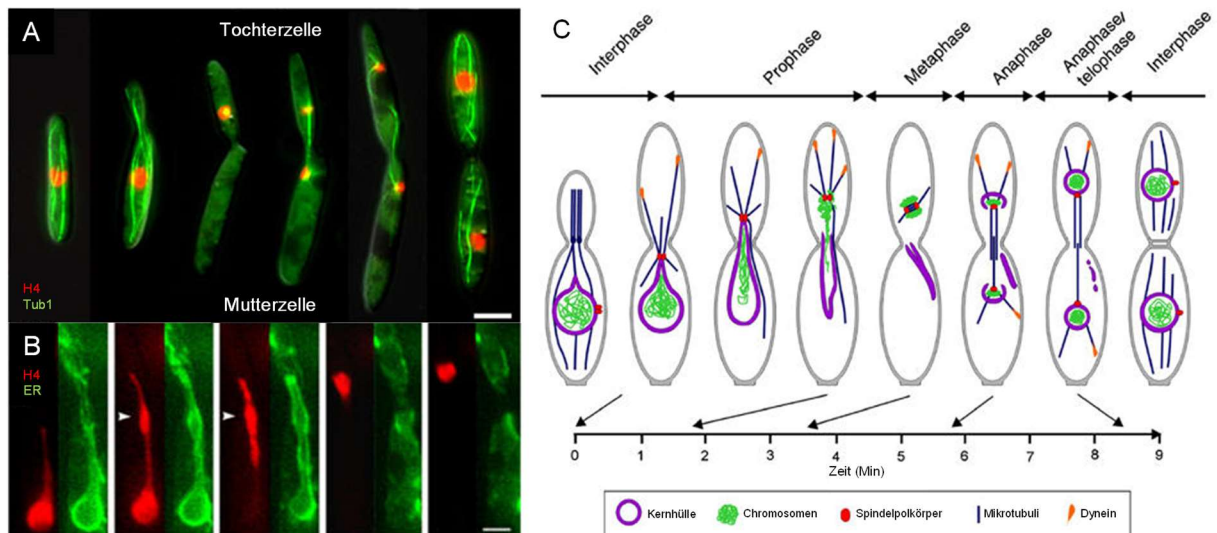 A
Tochterzelle
Mutterzelle
H4
Tub1
B
H4
ER
C
Interphase
Prophase
Metaphase
Anaphase
Anaphase/
telophase
Interphase
0 1 2 3 4 5 6 7 8 9
Zeit (Min)
Kernhülle Chromosomen Spindelpolkörper Mikrotubuli Dynein